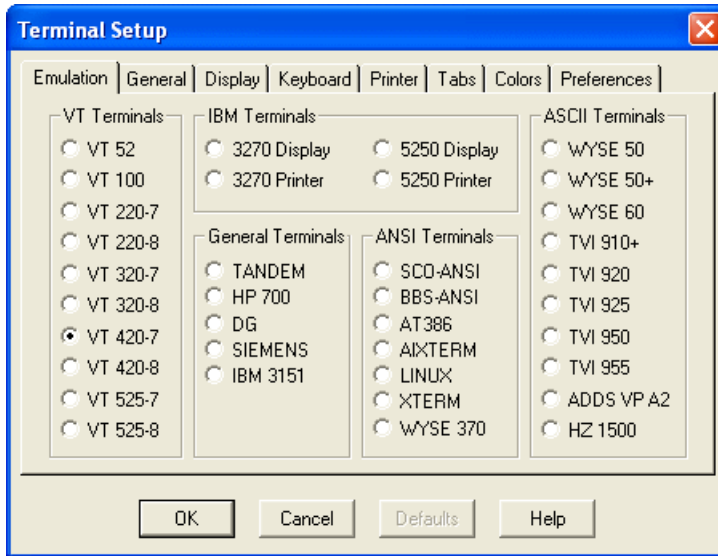 Terminal Setup
Emulation General Display Keyboard Printer Tabs Colors Preferences
VT Terminals
VT 52
VT 100
VT 220-7
VT 220-8
VT 320-7
VT 320-8
VT 420-7
VT 420-8
VT 525-7
VT 525-8
IBM Terminals
3270 Display
5250 Display
3270 Printer
5250 Printer
General Terminals
TANDEM
HP 700
DG
SIEMENS
IBM 3151
ANSI Terminals
SCO-ANSI
BBS-ANSI
AT386
AIXTERM
LINUX
XTERM
WYSE 370
ASCII Terminals
WYSE 50
WYSE 50+
WYSE 60
TVI 910+
TVI 920
TVI 925
TVI 950
TVI 955
ADDS VP A2
HZ 1500
OK Cancel Defaults Help